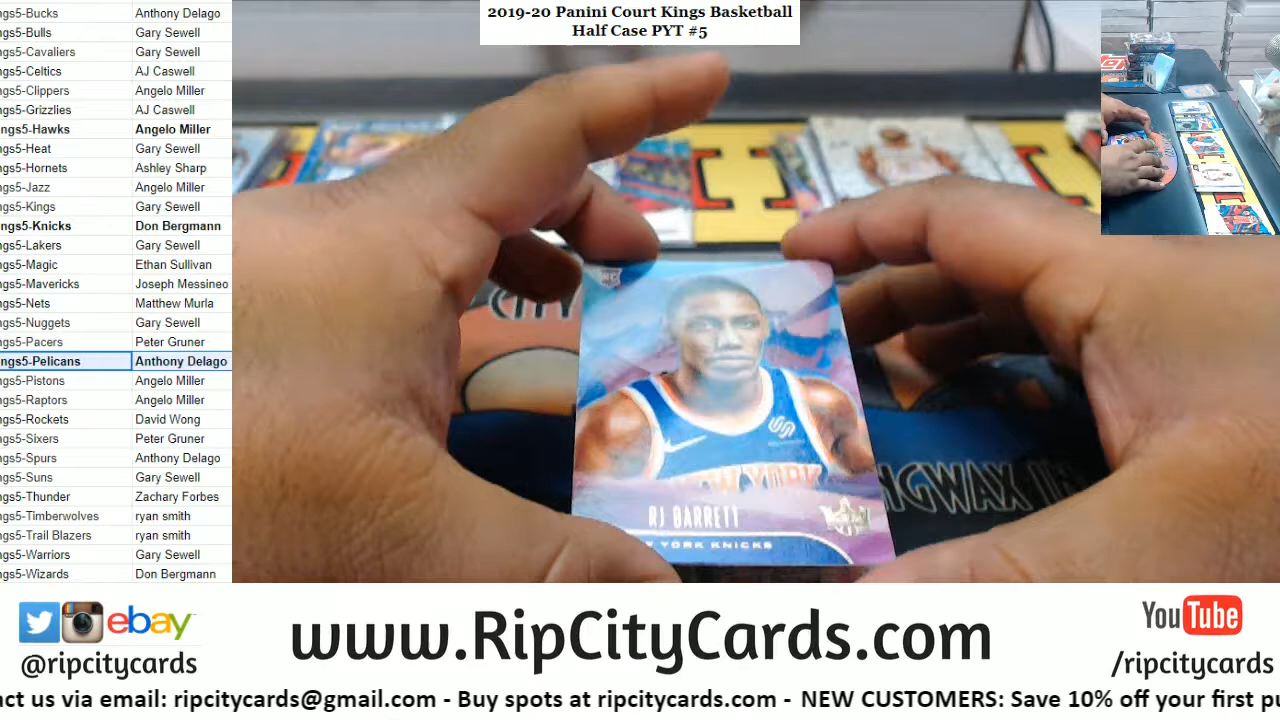 2019-20 Panini Court Kings Basketball
Half Case PYT #5
ngs5-Bucks Anthony Delago
ngs5-Bulls Gary Sewell
ngs5-Cavaliers Gary Sewell
ngs5-Celtics AJ Caswell
ngs5-Clippers Angelo Miller
ngs5-Grizzlies AJ Caswell
ngs5-Hawks Angelo Miller
ngs5-Heat Gary Sewell
ngs5-Hornets Ashley Sharp
ngs5-Jazz Angelo Miller
ngs5-Kings Gary Sewell
ngs5-Knicks Don Bergmann
ngs5-Lakers Gary Sewell
ngs5-Magic Ethan Sullivan
ngs5-Mavericks Joseph Messineo
ngs5-Nets Matthew Murla
ngs5-Nuggets Gary Sewell
ngs5-Pacers Peter Gruner
ngs5-Pelicans Anthony Delago
ngs5-Pistons Angelo Miller
ngs5-Raptors Angelo Miller
ngs5-Rockets David Wong
ngs5-Sixers Peter Gruner
ngs5-Spurs Anthony Delago
ngs5-Suns Gary Sewell
ngs5-Thunder Zachary Forbes
ngs5-Timberwolves ryan smith
ngs5-Trail Blazers ryan smith
ngs5-Warriors Gary Sewell
ngs5-Wizards Don Bergmann
CITY
NGWAX
NEW YORK
RJ BARRETT
YORK KNICKS
ebay
@ripcitycards
www.RipCityCards.com
YouTube
/ripcitycards
act us via email: ripcitycards@gmail.com - Buy spots at ripcitycards.com - NEW CUSTOMERS: Save 10% off your first pu